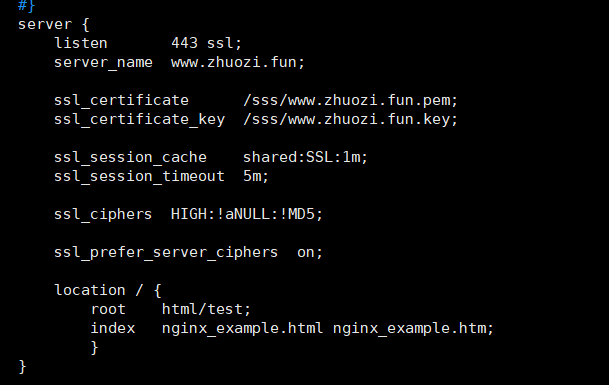 #}
server {
    listen       443 ssl;
    server_name  www.zhuozi.fun;
    ssl_certificate      /sss/www.zhuozi.fun.pem;
    ssl_certificate_key  /sss/www.zhuozi.fun.key;
    ssl_session_cache    shared:SSL:1m;
    ssl_session_timeout  5m;
    ssl_ciphers  HIGH:!aNULL:!MD5;
    ssl_prefer_server_ciphers  on;
    location / {
        root    html/test;
        index   nginx_example.html nginx_example.htm;
        }
}